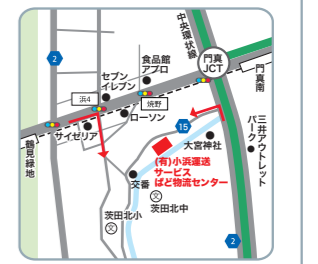 中央環状線
2
食品館
アプロ
門真
JCT
門真南
セブン
イレブン
浜4
焼野
ローソン
サイゼリア
15
鶴見緑地
大宮神社
三井アウトレット
パーク
(有)小浜運送
サービス
ぱど物流センター
交番
文
茨田北中
茨田北小
文
2